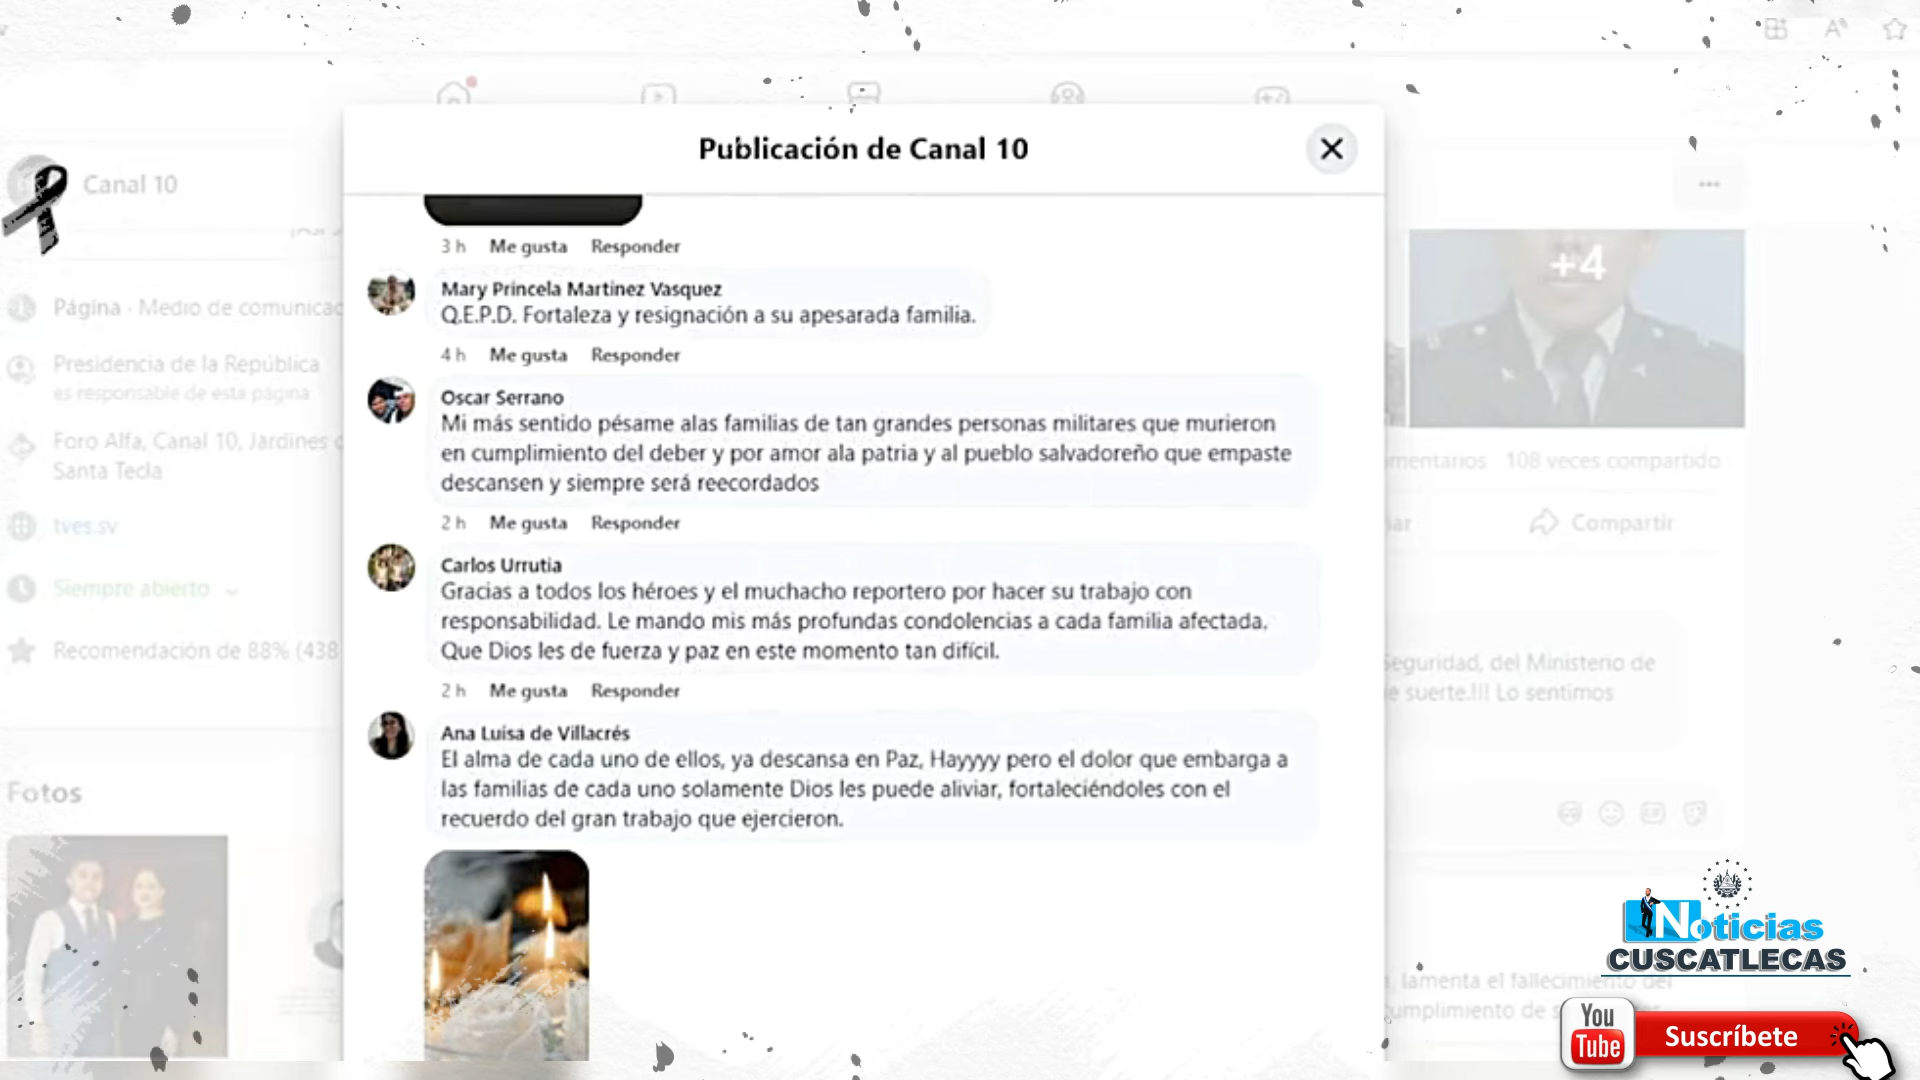 Publicación de Canal 10
Canal 10
3 h Me gusta Responder
Mary Princela Martinez Vasquez
Q.E.P.D. Fortaleza y resignación a su apesarada familia.
4 h Me gusta Responder
Oscar Serrano
Mi más sentido pésame alas familias de tan grandes personas militares que murieron
en cumplimiento del deber y por amor ala patria y al pueblo salvadoreño que empaste
descansen y siempre será reecordados
2 h Me gusta Responder
Carlos Urrutia
Gracias a todos los héroes y el muchacho reportero por hacer su trabajo con
responsabilidad. Le mando mis más profundas condolencias a cada familia afectada.
Que Dios les de fuerza y paz en este momento tan difícil.
2 h Me gusta Responder
Ana Luisa de Villacrés
El alma de cada uno de ellos, ya descansa en Paz, Hayyyy pero el dolor que embarga a
las familias de cada uno solamente Dios les puede aliviar, fortaleciéndoles con el
recuerdo del gran trabajo que ejercieron.
Página · Medio de comunicac
Presidencia de la República
es responsable de esta página
Foro Alfa, Canal 10, Jardines
Santa Tecla
tves.sv
Siempre abierto
Recomendación de 88% (438
Fotos
+4
mentarios 108 veces compartido
Compartir
Seguridad, del Ministerio de
e suerte.!!! Lo sentimos
lamenta el fallecimiento del
umplimiento de
Noticias
CUSCATLECAS
You
Tube
Suscríbete